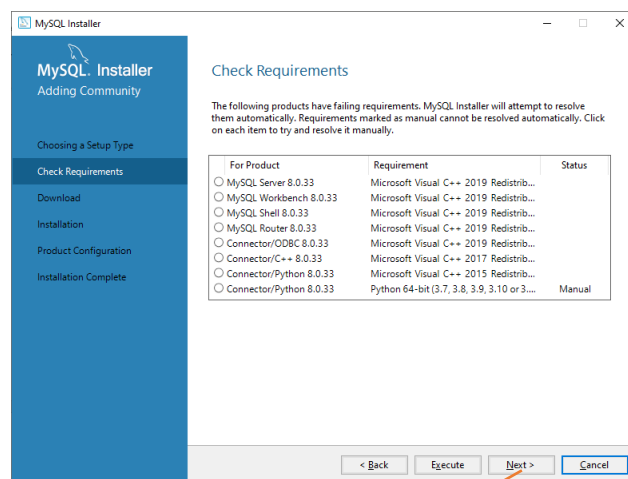 MySQL Installer
MySQL. Installer
Adding Community
Choosing a Setup Type
Check Requirements
Download
Installation
Product Configuration
Installation Complete
Check Requirements
The following products have failing requirements. MySQL Installer will attempt to resolve
them automatically. Requirements marked as manual cannot be resolved automatically. Click
on each item to try and resolve it manually.
For Product Requirement Status
MySQL Server 8.0.33 Microsoft Visual C++ 2019 Redistrib...
MySQL Workbench 8.0.33 Microsoft Visual C++ 2019 Redistrib...
MySQL Shell 8.0.33 Microsoft Visual C++ 2019 Redistrib...
MySQL Router 8.0.33 Microsoft Visual C++ 2019 Redistrib...
Connector/ODBC 8.0.33 Microsoft Visual C++ 2019 Redistrib...
Connector/C++ 8.0.33 Microsoft Visual C++ 2017 Redistrib...
Connector/Python 8.0.33 Microsoft Visual C++ 2015 Redistrib...
Connector/Python 8.0.33 Python 64-bit (3.7, 3.8, 3.9, 3.10 or 3.... Manual
< Back Execute Next > Cancel